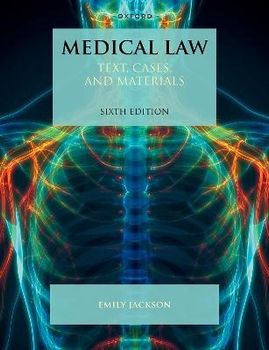 OXFORD
MEDICAL LAW
TEXT, CASES,
AND MATERIALS
SIXTH EDITION
EMILY JACKSON